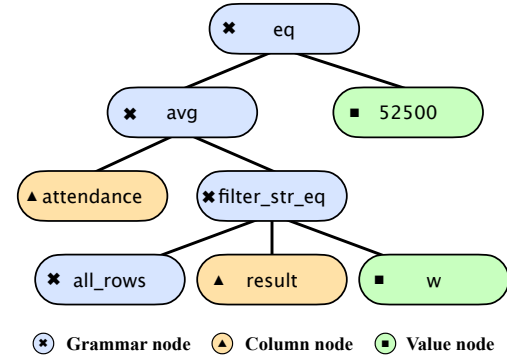 eq
avg
52500
attendance
filter_str_eq
all_rows
result
w
Grammar node Column node Value node